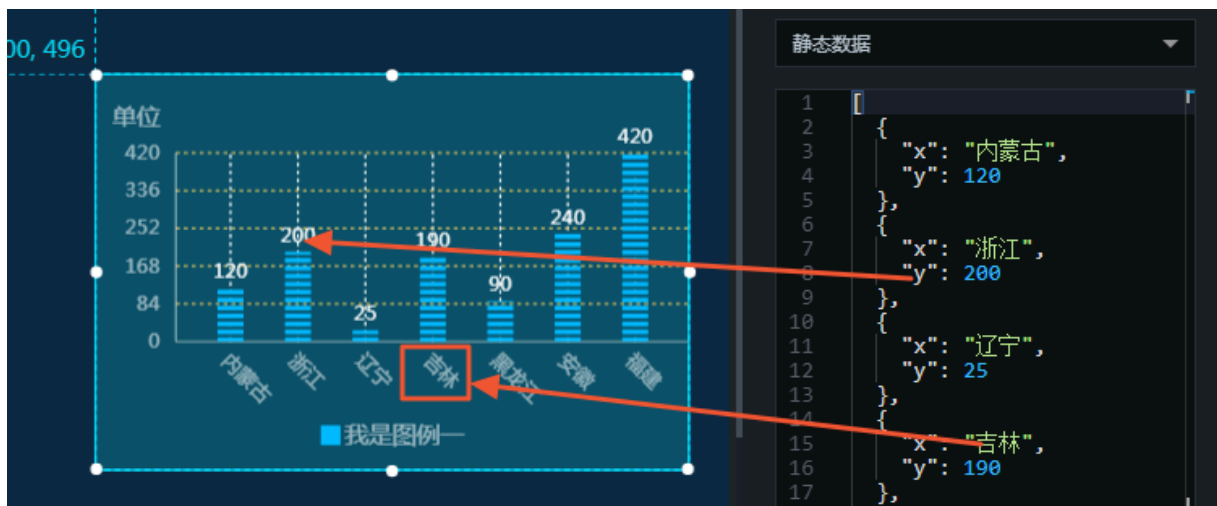 00, 496
单位
420
336
252
168
84
0
120
200
25
190
90
240
420
内蒙古
浙江
辽宁
吉林
黑龙江
安徽
福建
我是图例一
静态数据
1 [
2 {
3 "x": "内蒙古",
4 "y": 120
5 },
6 {
7 "x": "浙江",
8 "y": 200
9 },
10 {
11 "x": "辽宁",
12 "y": 25
13 },
14 {
15 "x": "吉林",
16 "y": 190
17 },